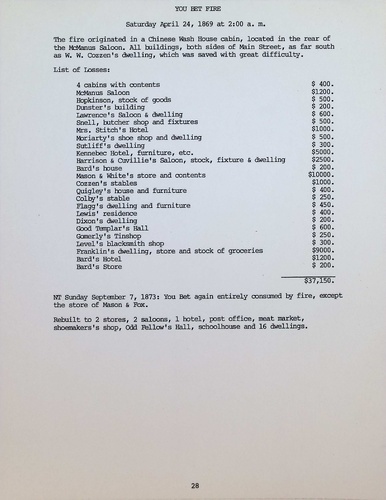 YOU BET FIRE
Saturday April 24, 1869 at 2:00 a. m.
The fire originated in a Chinese Wash House cabin, located in the rear of
the McManus Saloon. All buildings, both sides of Main Street, as far south
as W. W. Cozzen's dwelling, which was saved with great difficulty.
List of Losses:
4 cabins with contents $ 400.
McManus Saloon $1200.
Hopkinson, stock of goods $ 500.
Dunster's building $ 200.
Lawrence's Saloon & dwelling $ 600.
Snell, butcher shop and fixtures $ 500.
Mrs. Stitch's Hotel $1000.
Moriarty's shoe shop and dwelling $ 500.
Sutliff's dwelling $ 300.
Kennebec Hotel, furniture, etc. $5000.
Harrison & Cuvillie's Saloon, stock, fixture & dwelling $2500.
Bard's house $ 200.
Mason & White's store and contents $10000.
Cozzen's stables $1000.
Quigley's house and furniture $ 400.
Colby's stable $ 250.
Flagg's dwelling and furniture $ 450.
Lewis' residence $ 400.
Dixon's dwelling $ 200.
Good Templar's Hall $ 600.
Gomerly's Tinshop $ 250.
Level's blacksmith shop $ 300.
Franklin's dwelling, store and stock of groceries $9000.
Bard's Hotel $1200.
Bard's Store $ 200.
$37,150.
NT Sunday September 7, 1873: You Bet again entirely consumed by fire, except
the store of Mason & Fox.
Rebuilt to 2 stores, 2 saloons, 1 hotel, post office, meat market,
shoemakers's shop, Odd Fellow's Hall, schoolhouse and 16 dwellings.
28